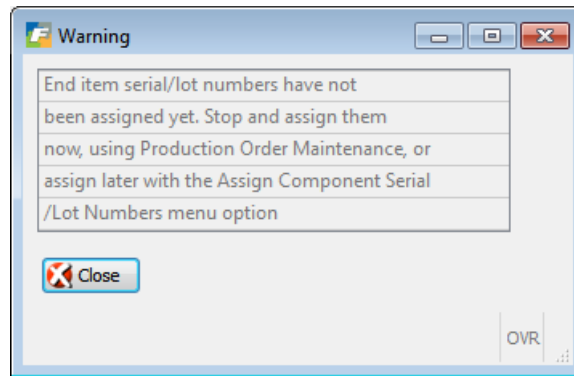 Warning
End item serial/lot numbers have not
been assigned yet. Stop and assign them
now, using Production Order Maintenance, or
assign later with the Assign Component Serial
/Lot Numbers menu option
Close
OVR